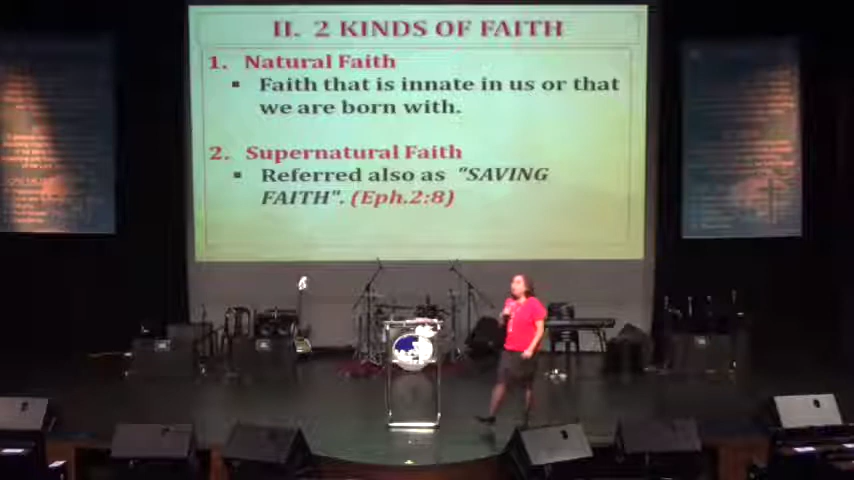 II. 2 KINDS OF FAITH
1. Natural Faith
▪ Faith that is innate in us or that
we are born with.
2. Supernatural Faith
▪ Referred also as "SAVING
FAITH". (Eph.2:8)